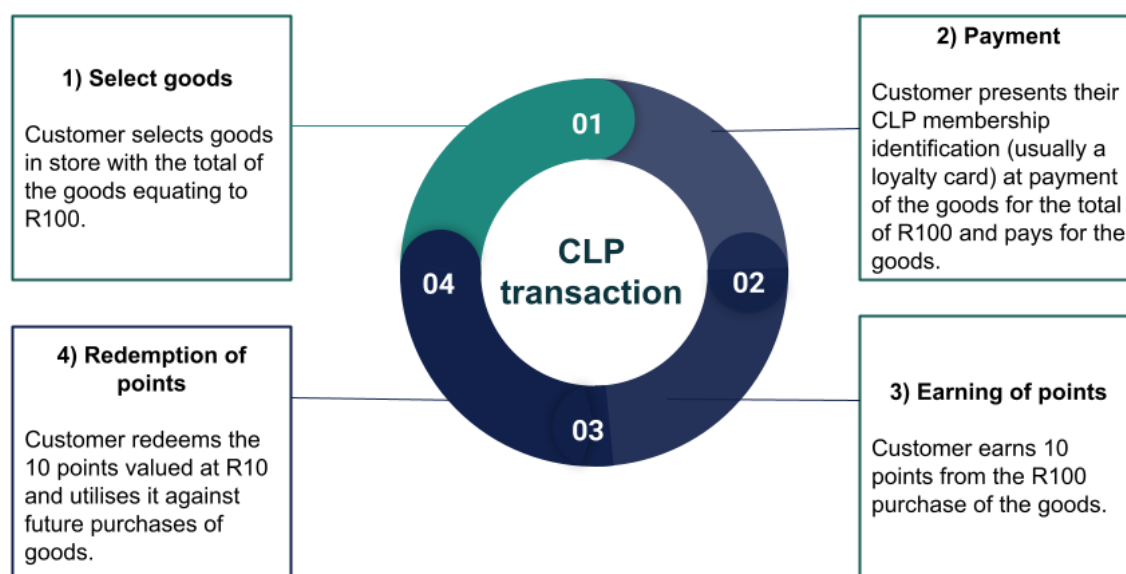 1) Select goods
Customer selects goods
in store with the total of
the goods equating to
R100.
2) Payment
Customer presents their
CLP membership
identification (usually a
loyalty card) at payment
of the goods for the total
of R100 and pays for the
goods.
01
02
03
04
CLP
transaction
3) Earning of points
Customer earns 10
points from the R100
purchase of the goods.
4) Redemption of
points
Customer redeems the
10 points valued at R10
and utilises it against
future purchases of
goods.